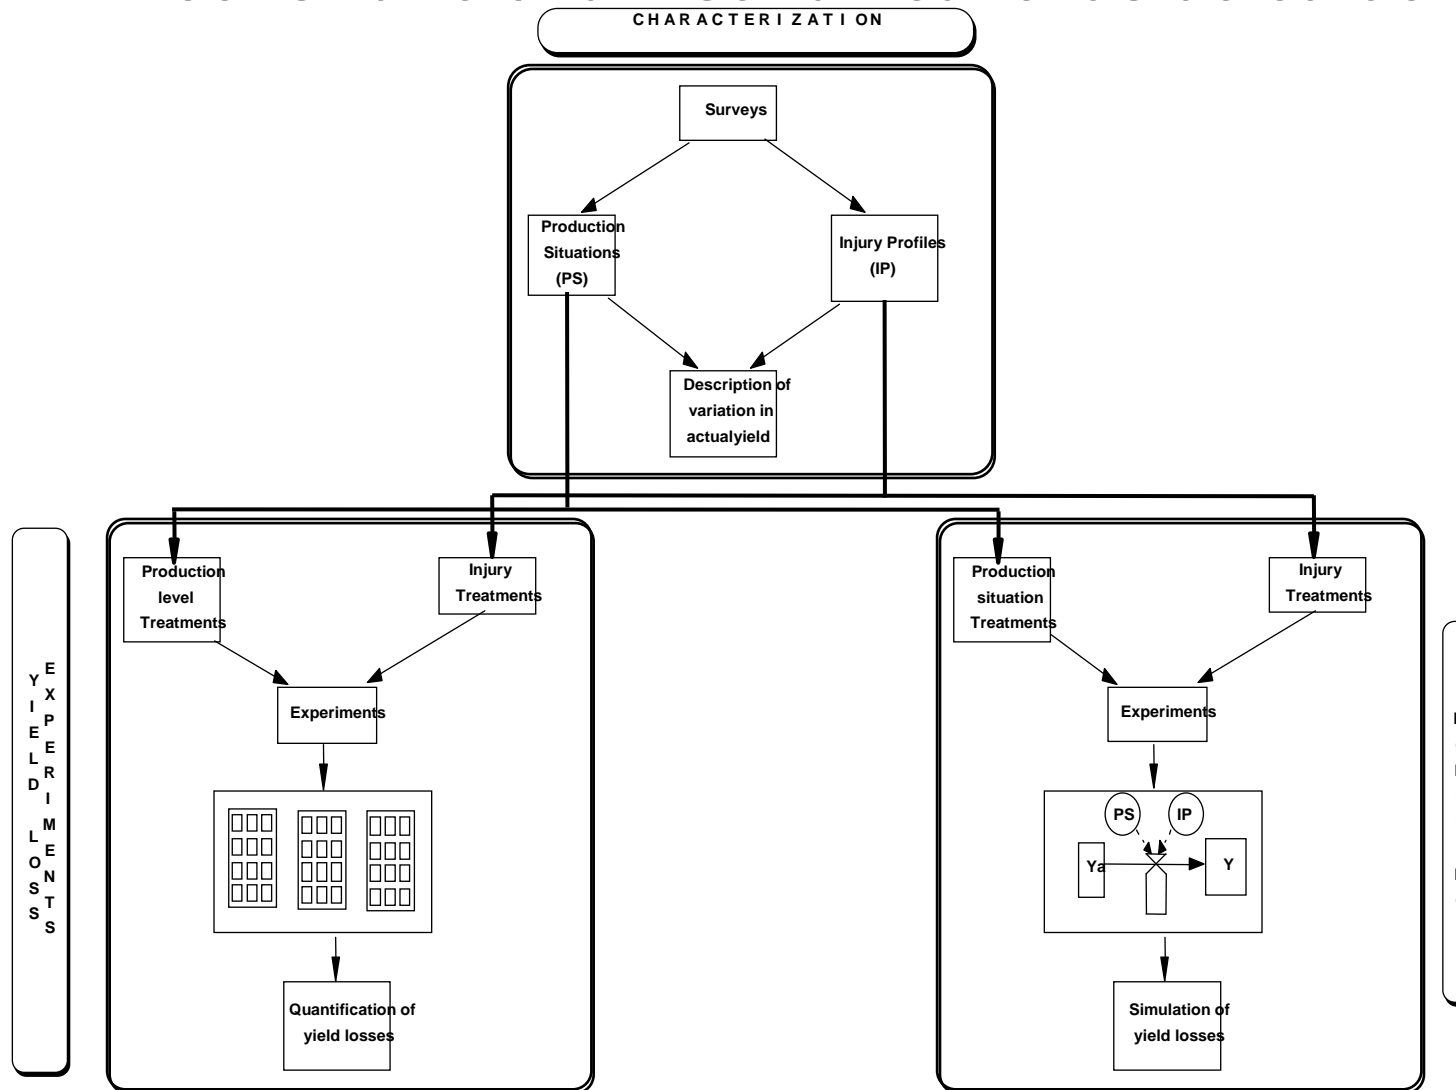 CHARACTERIZATION
Surveys
Production
Situations
(PS)
Injury Profiles
(IP)
Description of
variation in
actualyield
YIELD LOSS
EXPERIMENTS
Production
level
Treatments
Injury
Treatments
Experiments
Quantification of
yield losses
Production
situation
Treatments
Injury
Treatments
Experiments
PS
IP
Ya
Y
Simulation of
yield losses